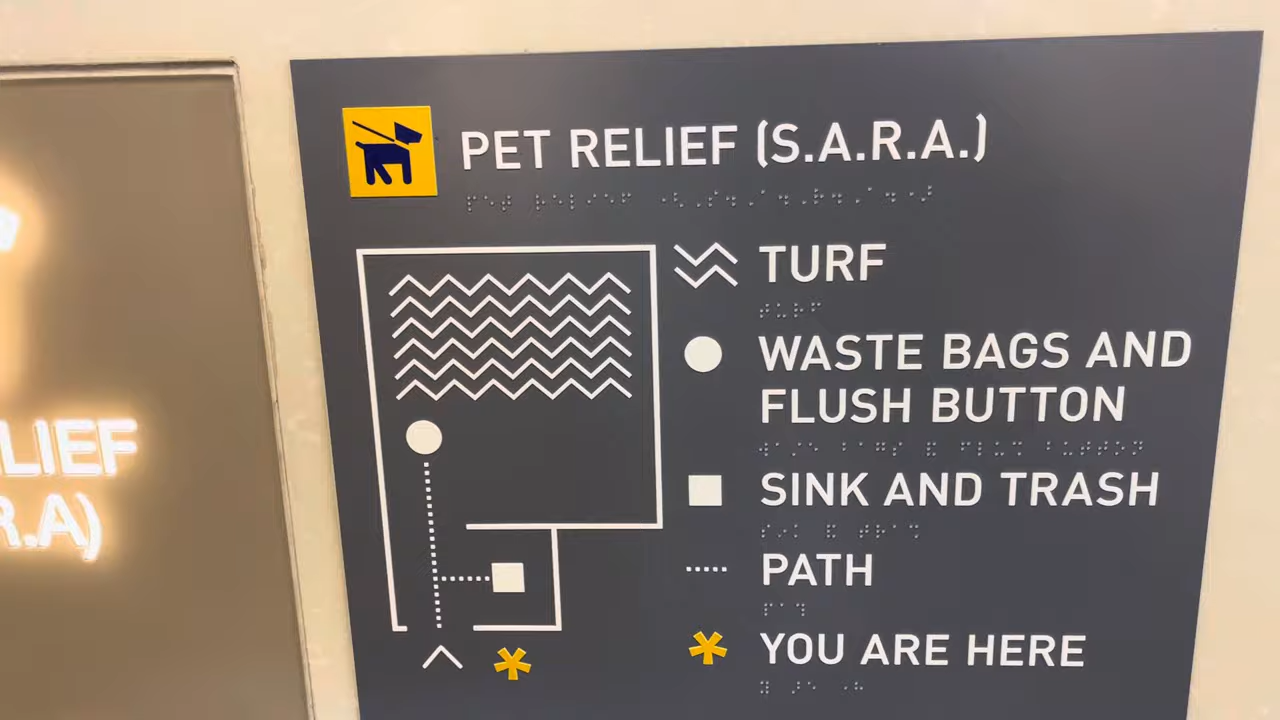 PET RELIEF (S.A.R.A.)
TURF
WASTE BAGS AND
FLUSH BUTTON
SINK AND TRASH
PATH
YOU ARE HERE
LIEF
R.A)